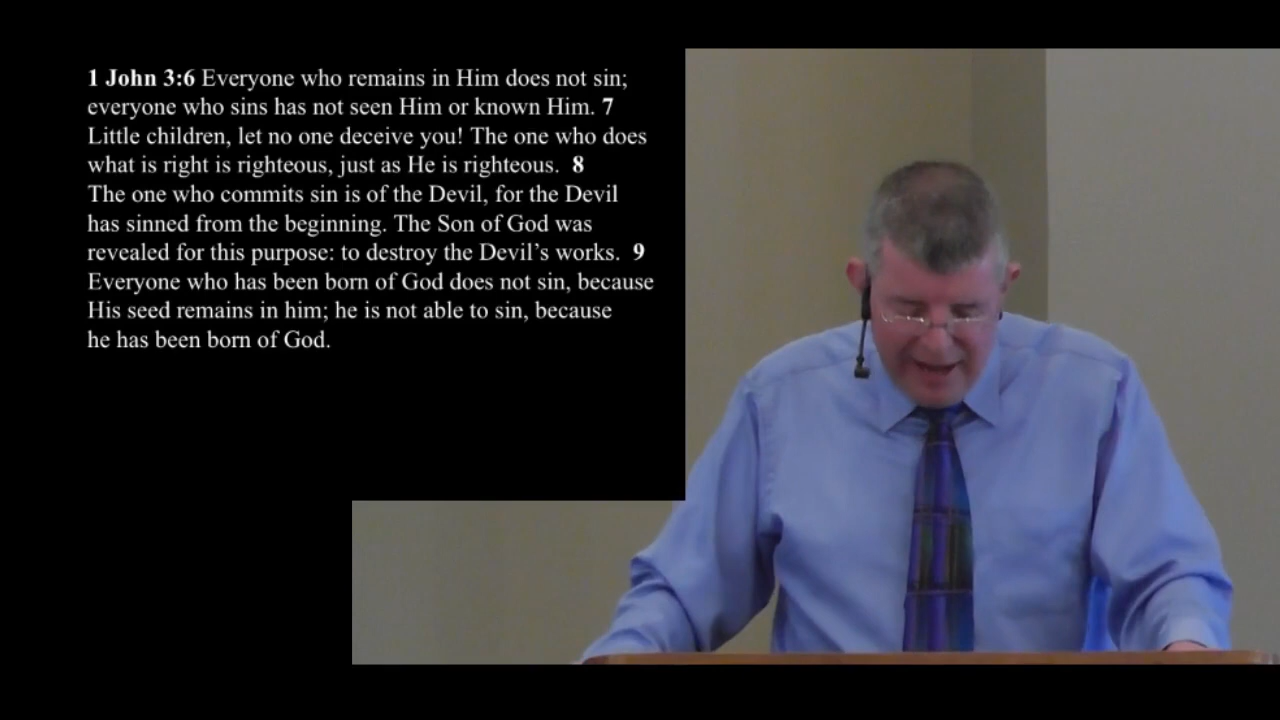 1 John 3:6 Everyone who remains in Him does not sin;
everyone who sins has not seen Him or known Him. 7
Little children, let no one deceive you! The one who does
what is right is righteous, just as He is righteous. 8
The one who commits sin is of the Devil, for the Devil
has sinned from the beginning. The Son of God was
revealed for this purpose: to destroy the Devil’s works. 9
Everyone who has been born of God does not sin, because
His seed remains in him; he is not able to sin, because
he has been born of God.